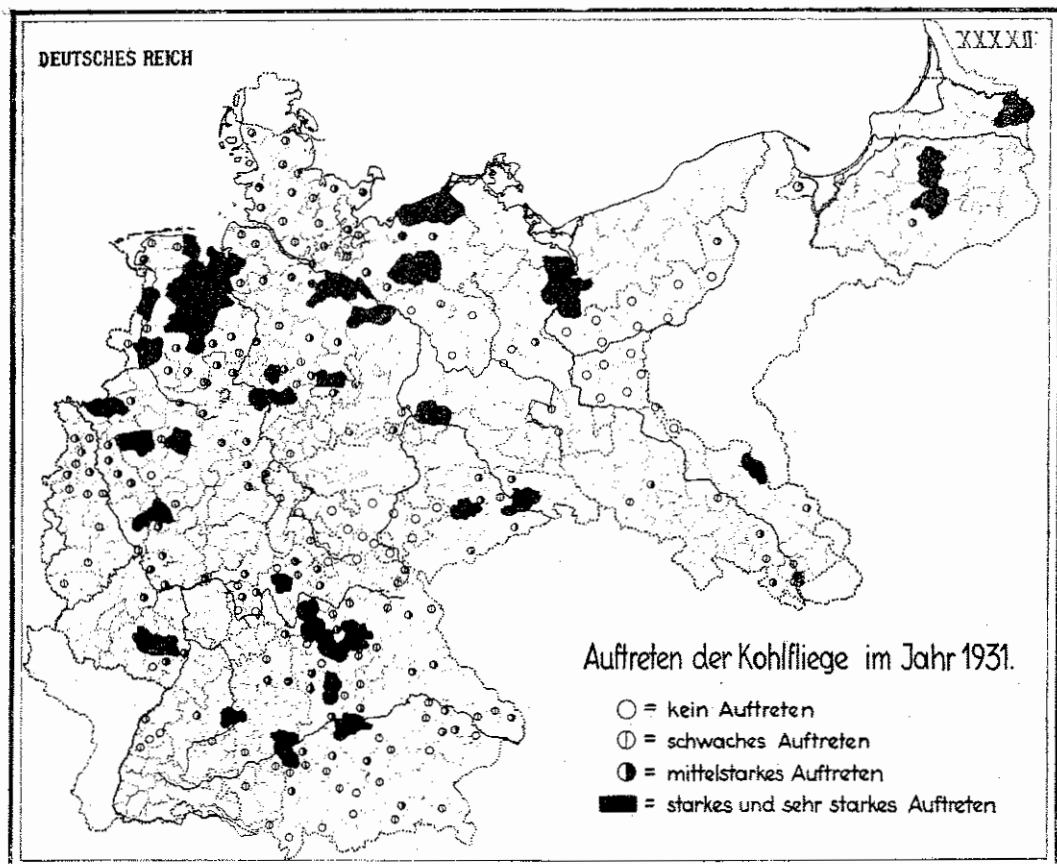 DEUTSCHES REICH
XXXXII
Auftreten der Kohlfliege im Jahr 1931.
= kein Auftreten
= schwaches Auftreten
= mittelstarkes Auftreten
= starkes und sehr starkes Auftreten